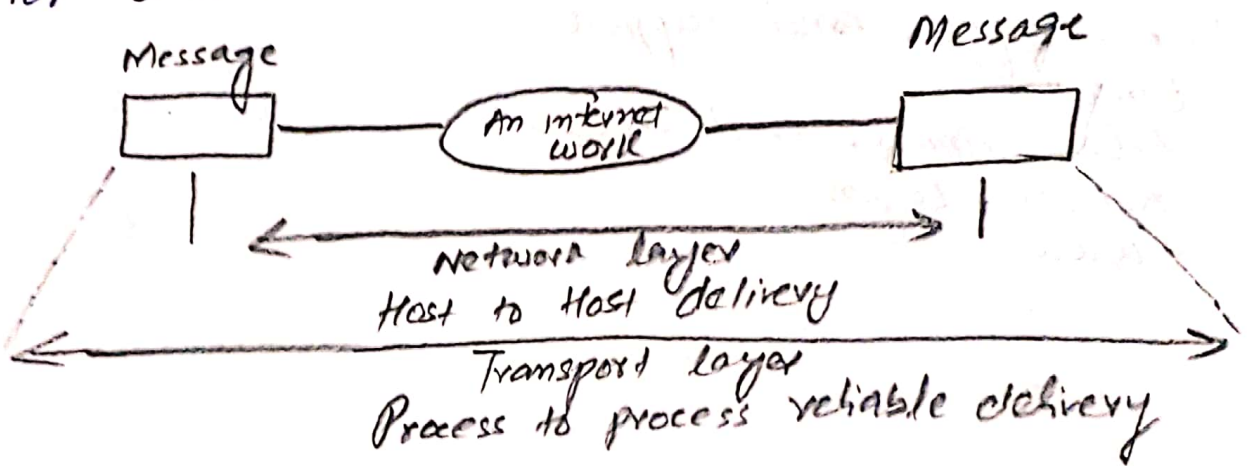 Message
Message
An internet
work
Network layer
Host to Host delivery
Transport layer
Process to process reliable delivery